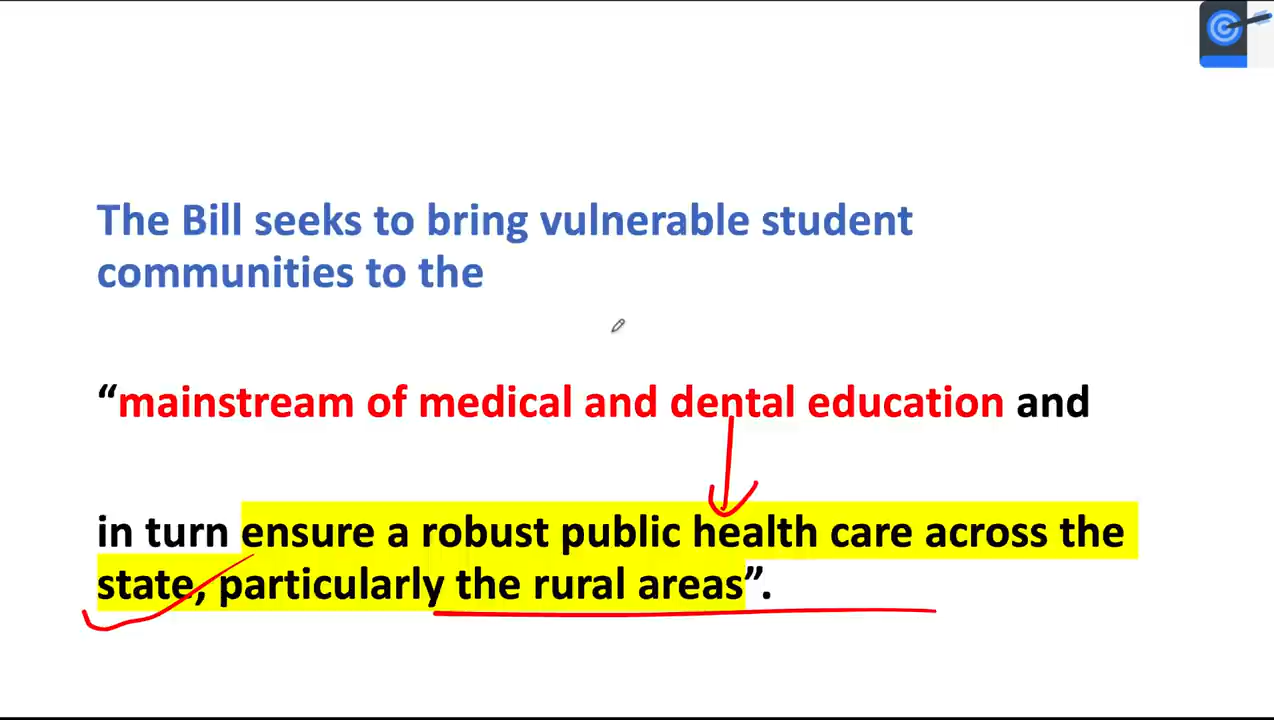 The Bill seeks to bring vulnerable student
communities to the
“mainstream of medical and dental education and
in turn ensure a robust public health care across the
state, particularly the rural areas”.